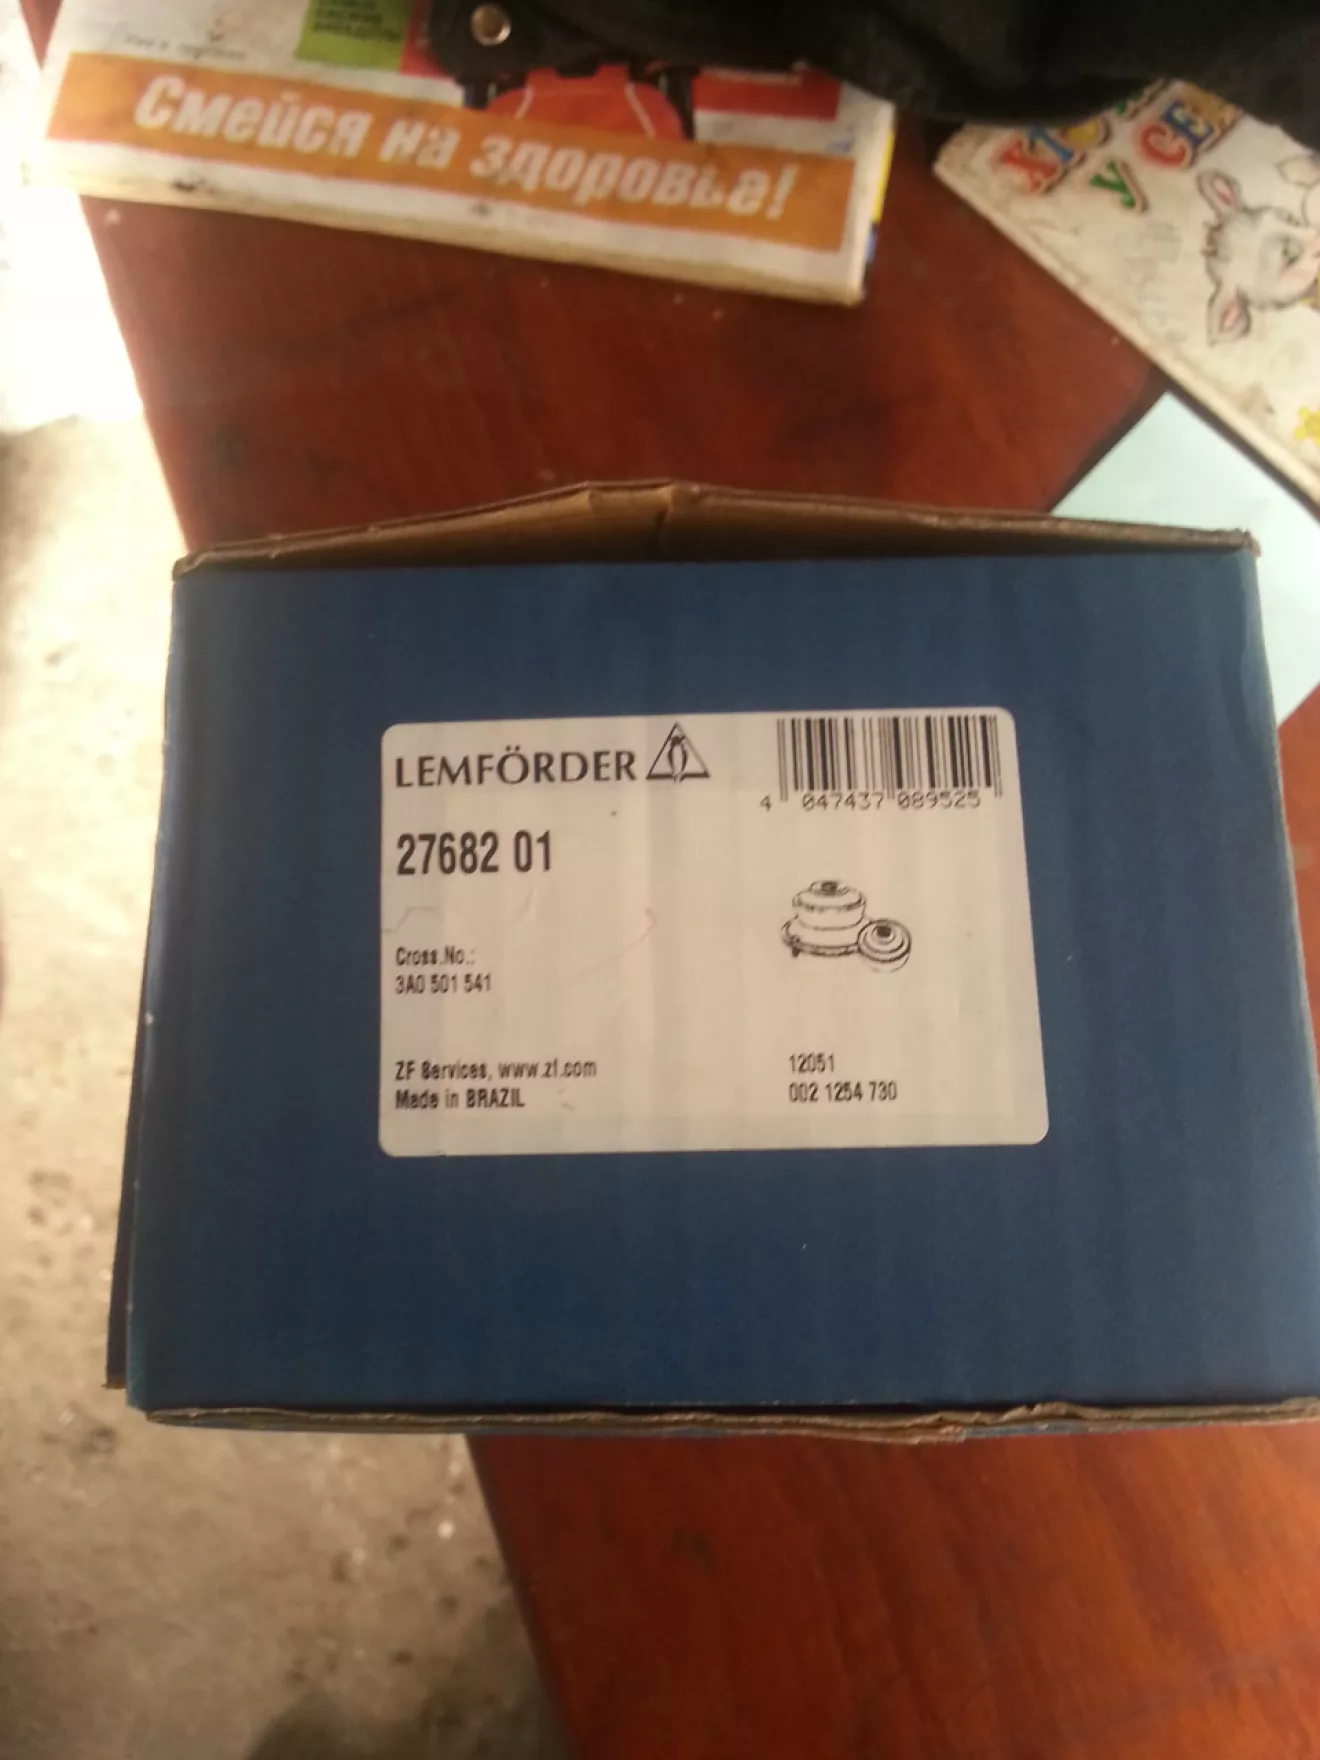 Смейся на здоровье!
У
LEMFÖRDER
4 047437 089525
27682 01
Cross.No.:
3A0 501 541
ZF Services, www.zf.com
Made in BRAZIL
12051
002 1254 730